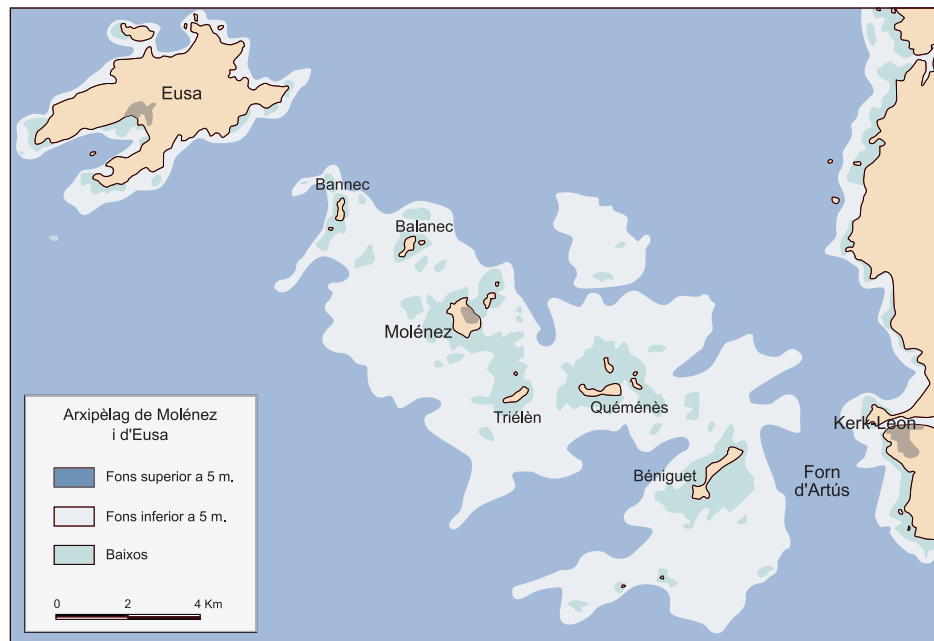 Eusa
Bannec
Balanec
Molénez
Triélèn
Quéménès
Kerk-Leon
Béniguet
Forn
d'Artús
Arxipèlag de Molénez
i d'Eusa
Fons superior a 5 m.
Fons inferior a 5 m.
Baixos
0 2 4 Km